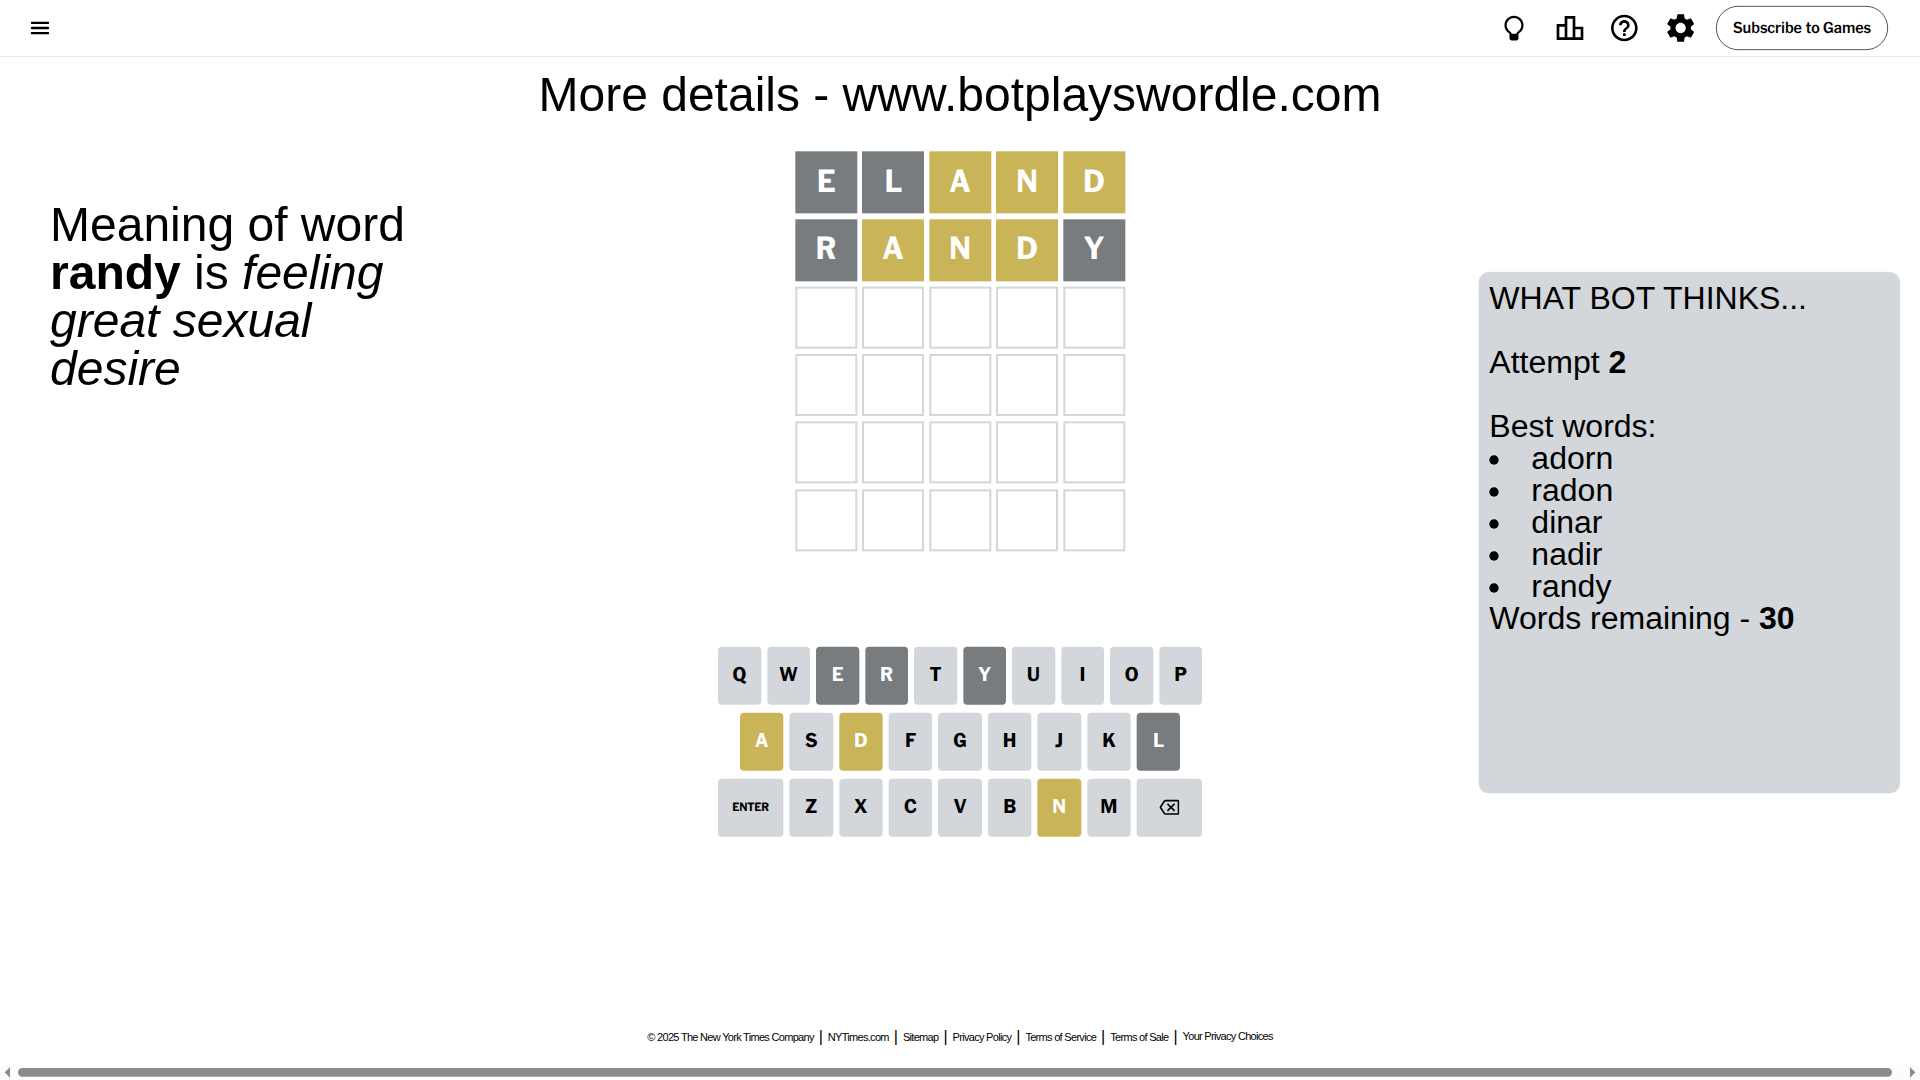 Subscribe to Games
More details - www.botplayswordle.com
Meaning of word
randy is feeling
great sexual
desire
E L A N D
R A N D Y
WHAT BOT THINKS...
Attempt 2
Best words:
• adorn
• radon
• dinar
• nadir
• randy
Words remaining - 30
Q W E R T Y U I O P
A S D F G H J K L
ENTER Z X C V B N M
© 2025 The New York Times Company | NYTimes.com | Sitemap | Privacy Policy | Terms of Service | Terms of Sale | Your Privacy Choices